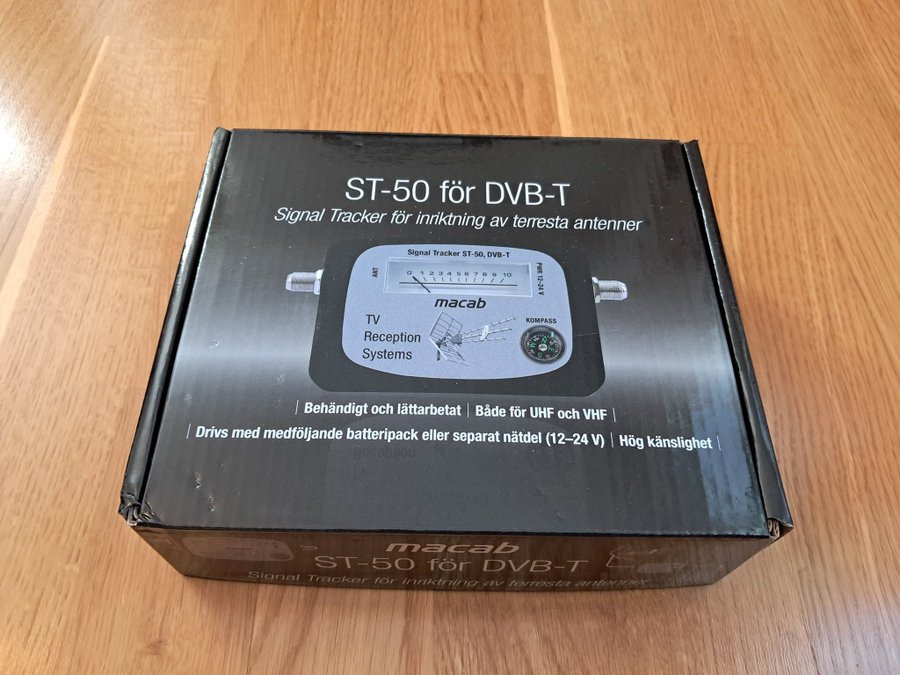 ST-50 för DVB-T
Signal Tracker för inriktning av terresta antenner
Signal Tracker ST-50, DVB-T
ANT
0 1 2 3 4 5 6 7 8 9 10
PWR 12–24 V
macab
TV
Reception
Systems
KOMPASS
| Behändigt och lättarbetat | Både för UHF och VHF |
| Drivs med medföljande batteripack eller separat nätdel (12–24 V) | Hög känslighet |
macab
ST-50 för DVB-T
Signal Tracker för inriktning av terresta antenner